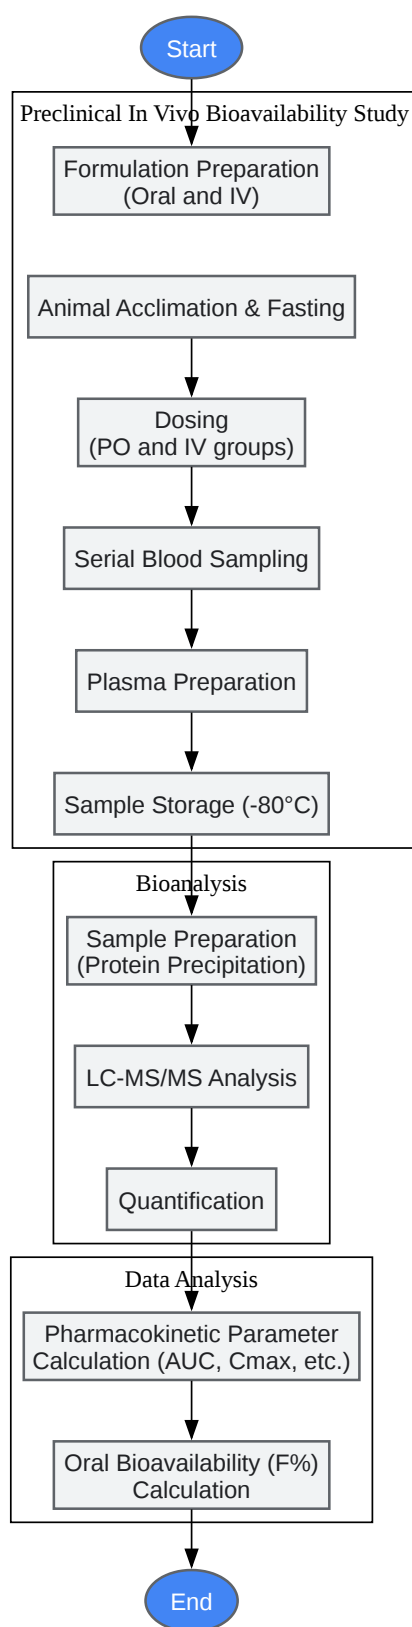 Start
Preclinical In Vivo Bioavailability Study
Formulation Preparation
(Oral and IV)
Animal Acclimation & Fasting
Dosing
(PO and IV groups)
Serial Blood Sampling
Plasma Preparation
Sample Storage (-80°C)
Bioanalysis
Sample Preparation
(Protein Precipitation)
LC-MS/MS Analysis
Quantification
Data Analysis
Pharmacokinetic Parameter
Calculation (AUC, Cmax, etc.)
Oral Bioavailability (F%)
Calculation
End